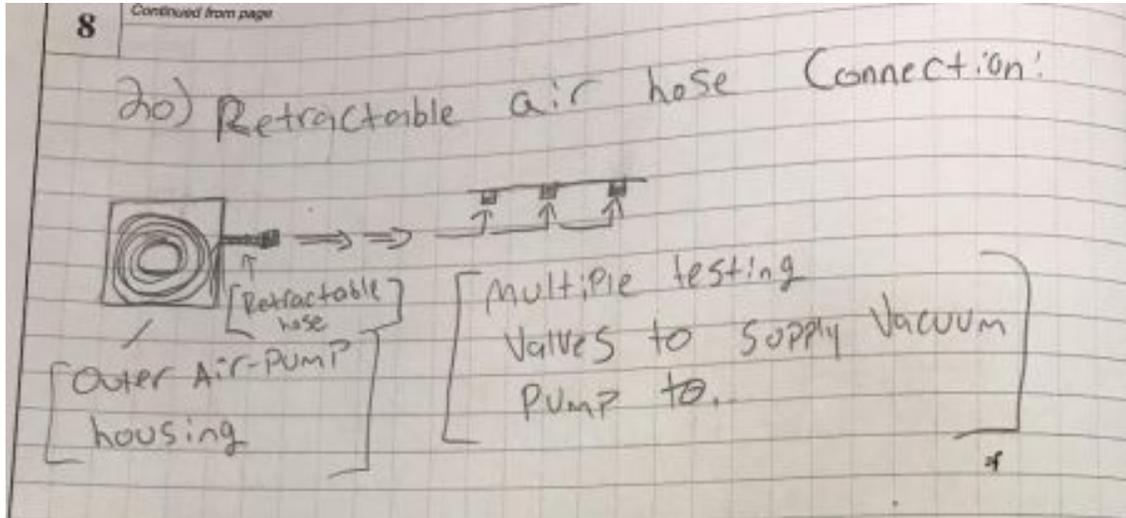 8
Continued from page
20) Retractable air hose Connection:
[Retractable
hose]
[Outer Air-Pump
housing]
[Multiple testing
Valves to Supply Vacuum
Pump to.]